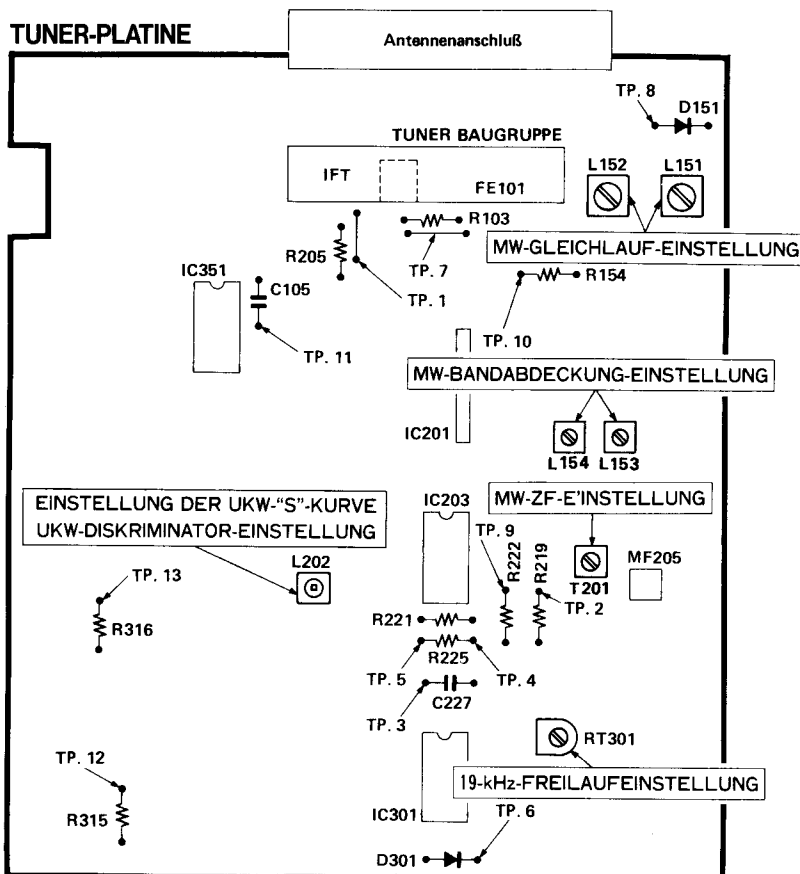 TUNER-PLATINE
Antennenanschluß
TP. 8
D151
TUNER BAUGRUPPE
IFT
FE101
L152
L151
R103
R205
TP. 7
MW-GLEICHLAUF-EINSTELLUNG
IC351
C105
TP. 1
R154
TP. 11
TP. 10
MW-BANDABDECKUNG-EINSTELLUNG
IC201
L154
L153
EINSTELLUNG DER UKW-“S”-KURVE
UKW-DISKRIMINATOR-EINSTELLUNG
IC203
MW-ZF-E'INSTELLUNG
TP. 9
R222
R219
L202
T201
MF205
TP. 13
TP. 2
R316
R221
R225
TP. 5
TP. 4
C227
TP. 3
RT301
TP. 12
19-kHz-FREILAUFEINSTELLUNG
R315
IC301
TP. 6
D301